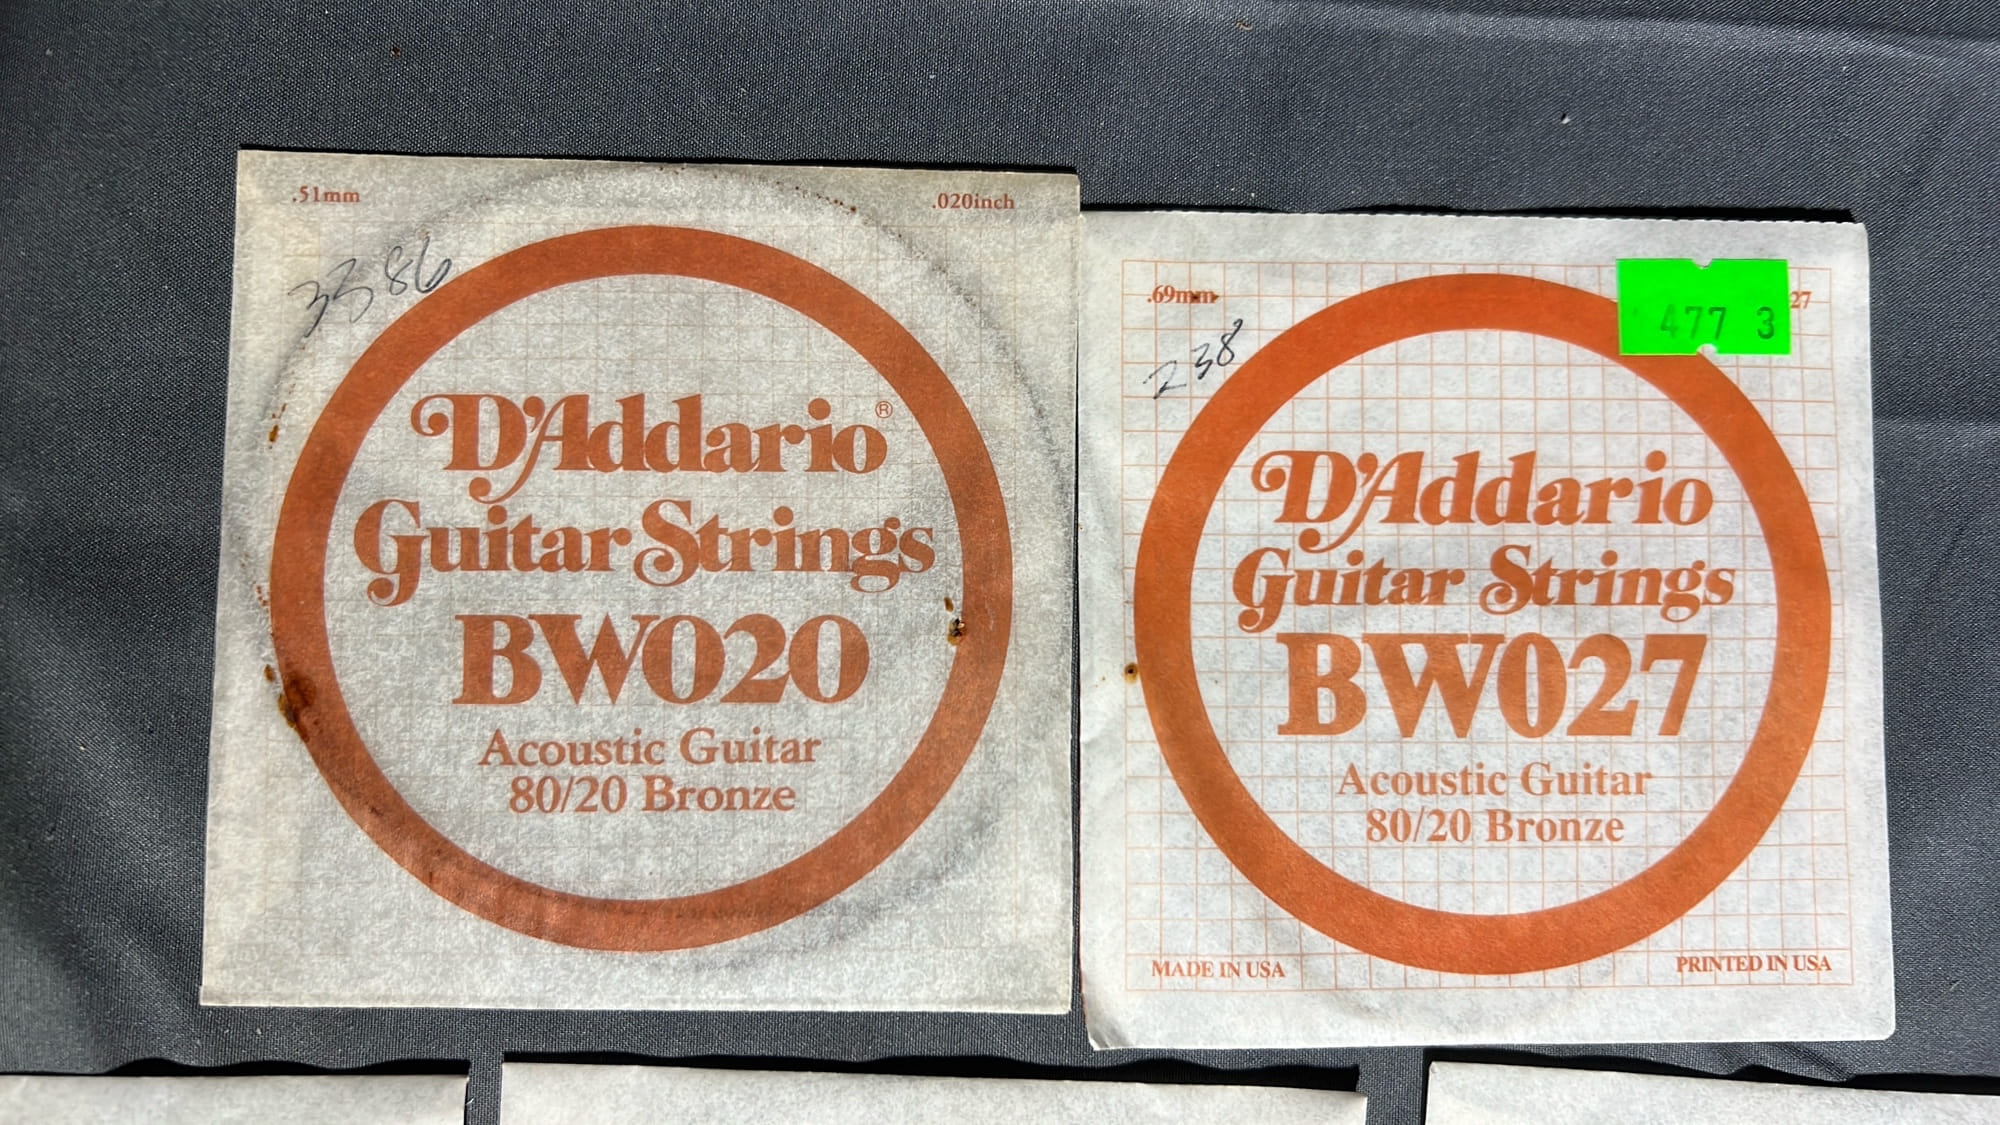 .51mm
.020inch
3386
D'Addario®
Guitar Strings
BW020
Acoustic Guitar
80/20 Bronze
.69mm
27
477 3
238
D'Addario
Guitar Strings
BW027
Acoustic Guitar
80/20 Bronze
MADE IN USA
PRINTED IN USA